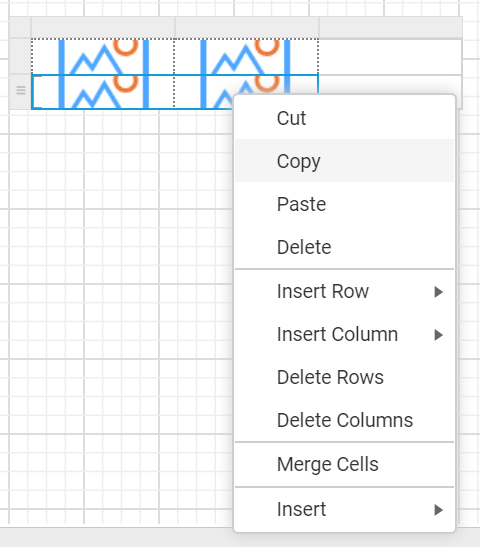 Cut
Copy
Paste
Delete
Insert Row
Insert Column
Delete Rows
Delete Columns
Merge Cells
Insert